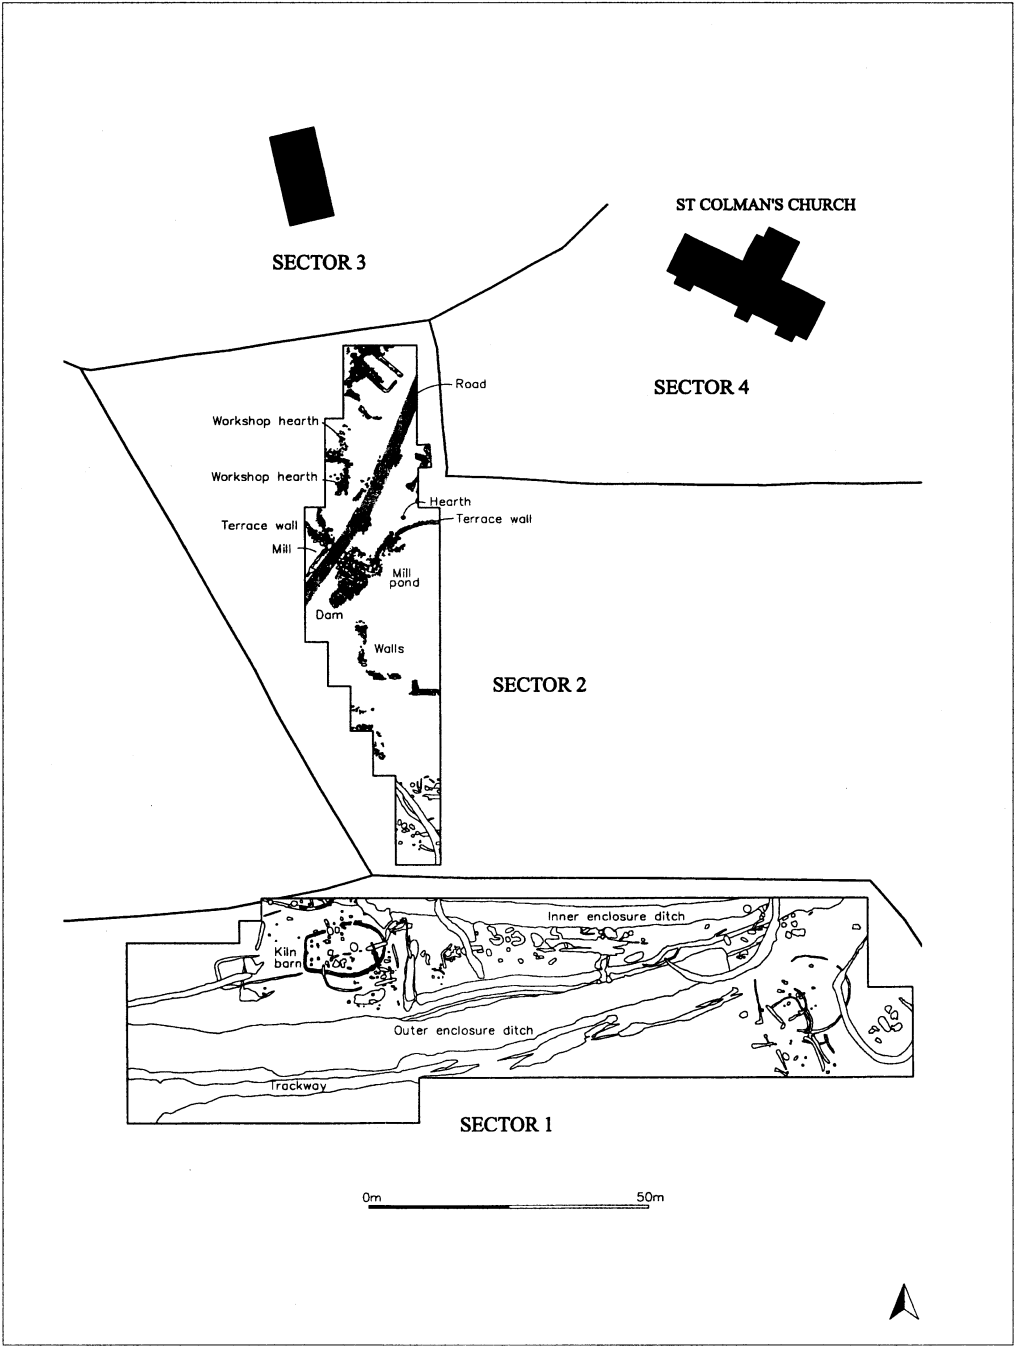 ST COLMAN'S CHURCH
SECTOR 3
SECTOR 4
Road
Workshop hearth
Workshop hearth
Hearth
Terrace wall
Terrace wall
Mill
Mill
pond
Dam
Walls
SECTOR 2
Inner enclosure ditch
Kiln
barn
Outer enclosure ditch
Trackway
SECTOR 1
0m
50m